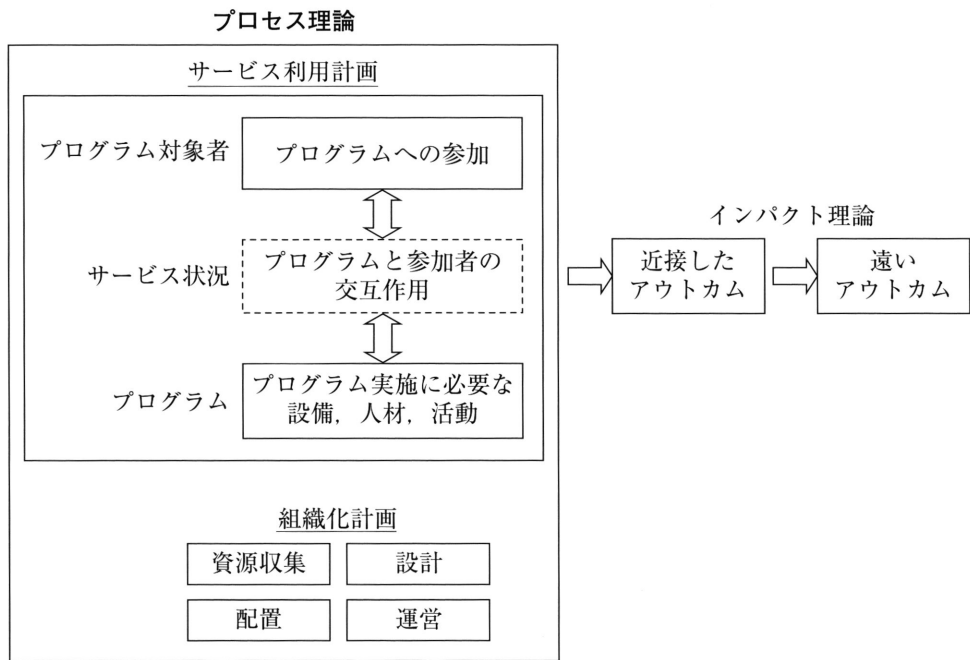 プロセス理論
サービス利用計画
プログラム対象者
プログラムへの参加
サービス状況
プログラムと参加者の
交互作用
プログラム
プログラム実施に必要な
設備，人材，活動
組織化計画
資源収集
設計
配置
運営
インパクト理論
近接した
アウトカム
遠い
アウトカム